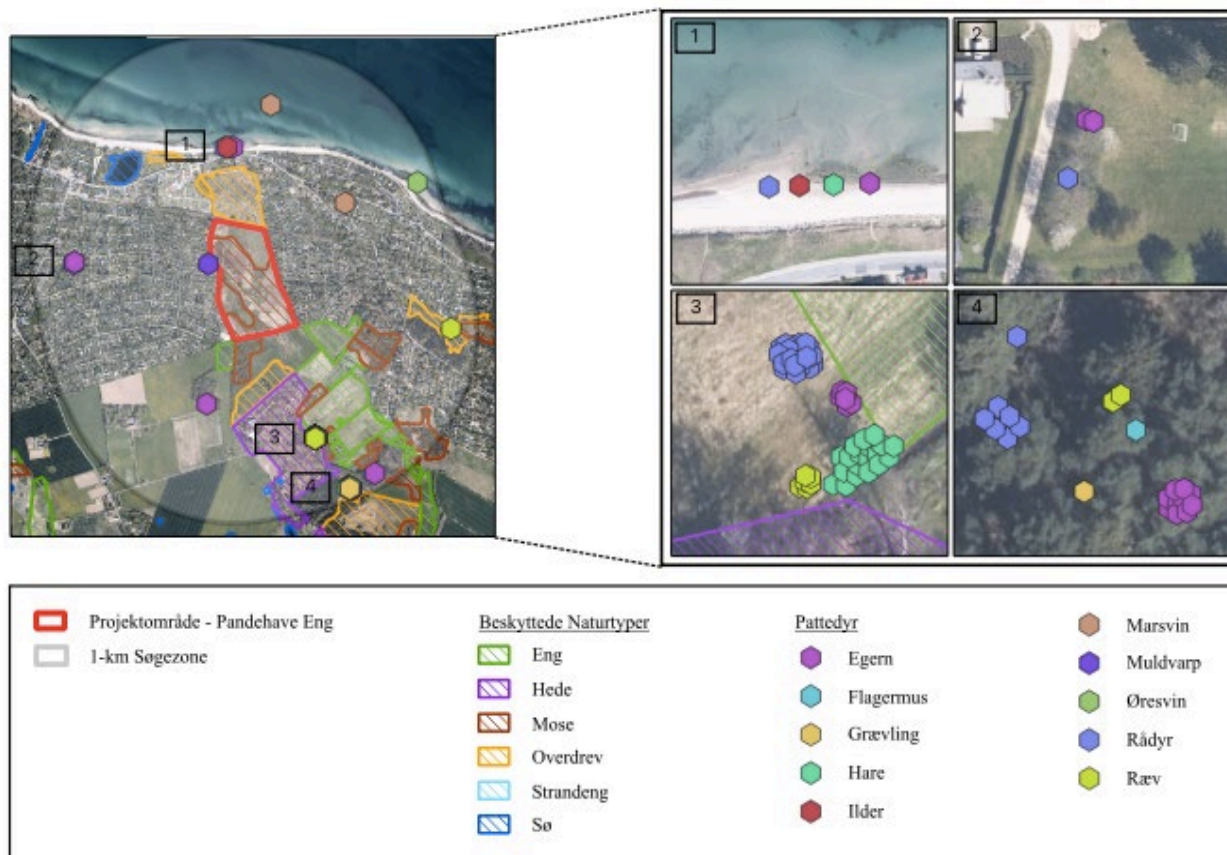 1
2
3
4
1
2
3
4
Projektområde - Pandehave Eng
1-km Søgezone
Beskyttede Naturtyper
Eng
Hede
Mose
Overdrev
Strandeng
Sø
Pattedyr
Egern
Flagermus
Grævling
Hare
Ilder
Marsvin
Muldvarp
Øresvin
Rådyr
Ræv